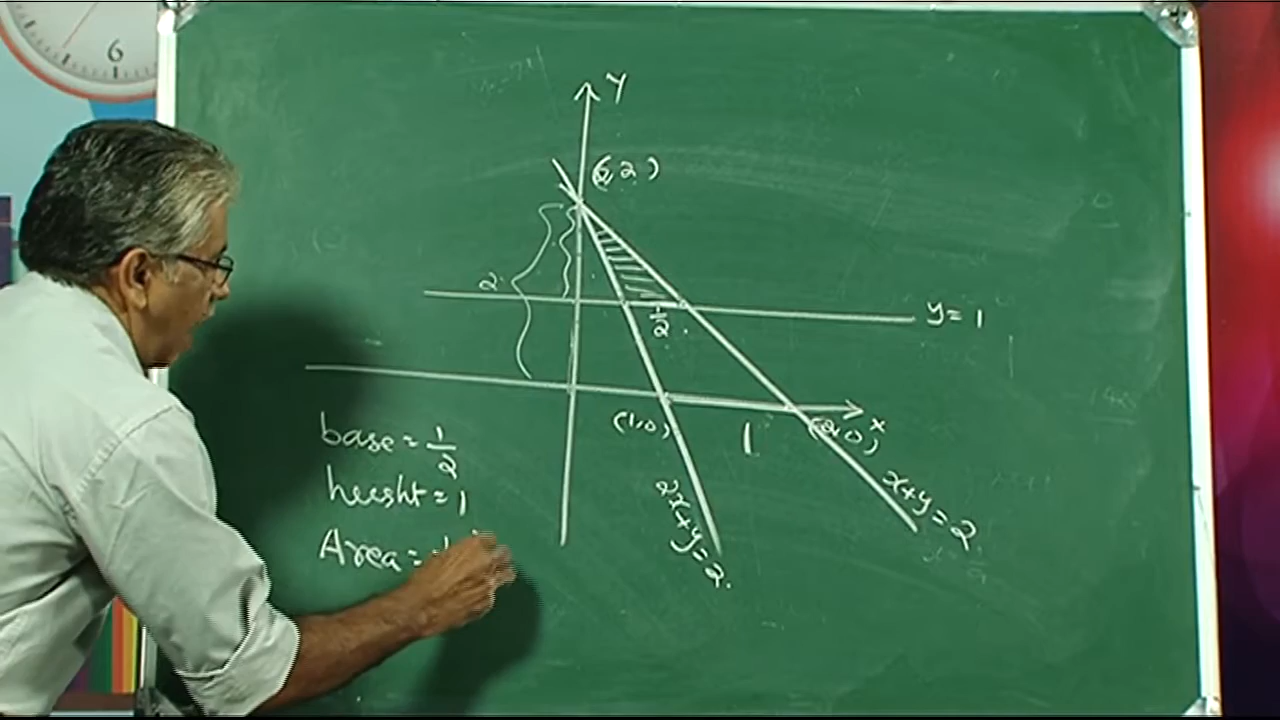 6
Y
(0,2)
2
y=1
1/2
(1,0)
1
(2,0)
x
base = 1/2
height = 1
Area =
2x+y=2
x+y=2